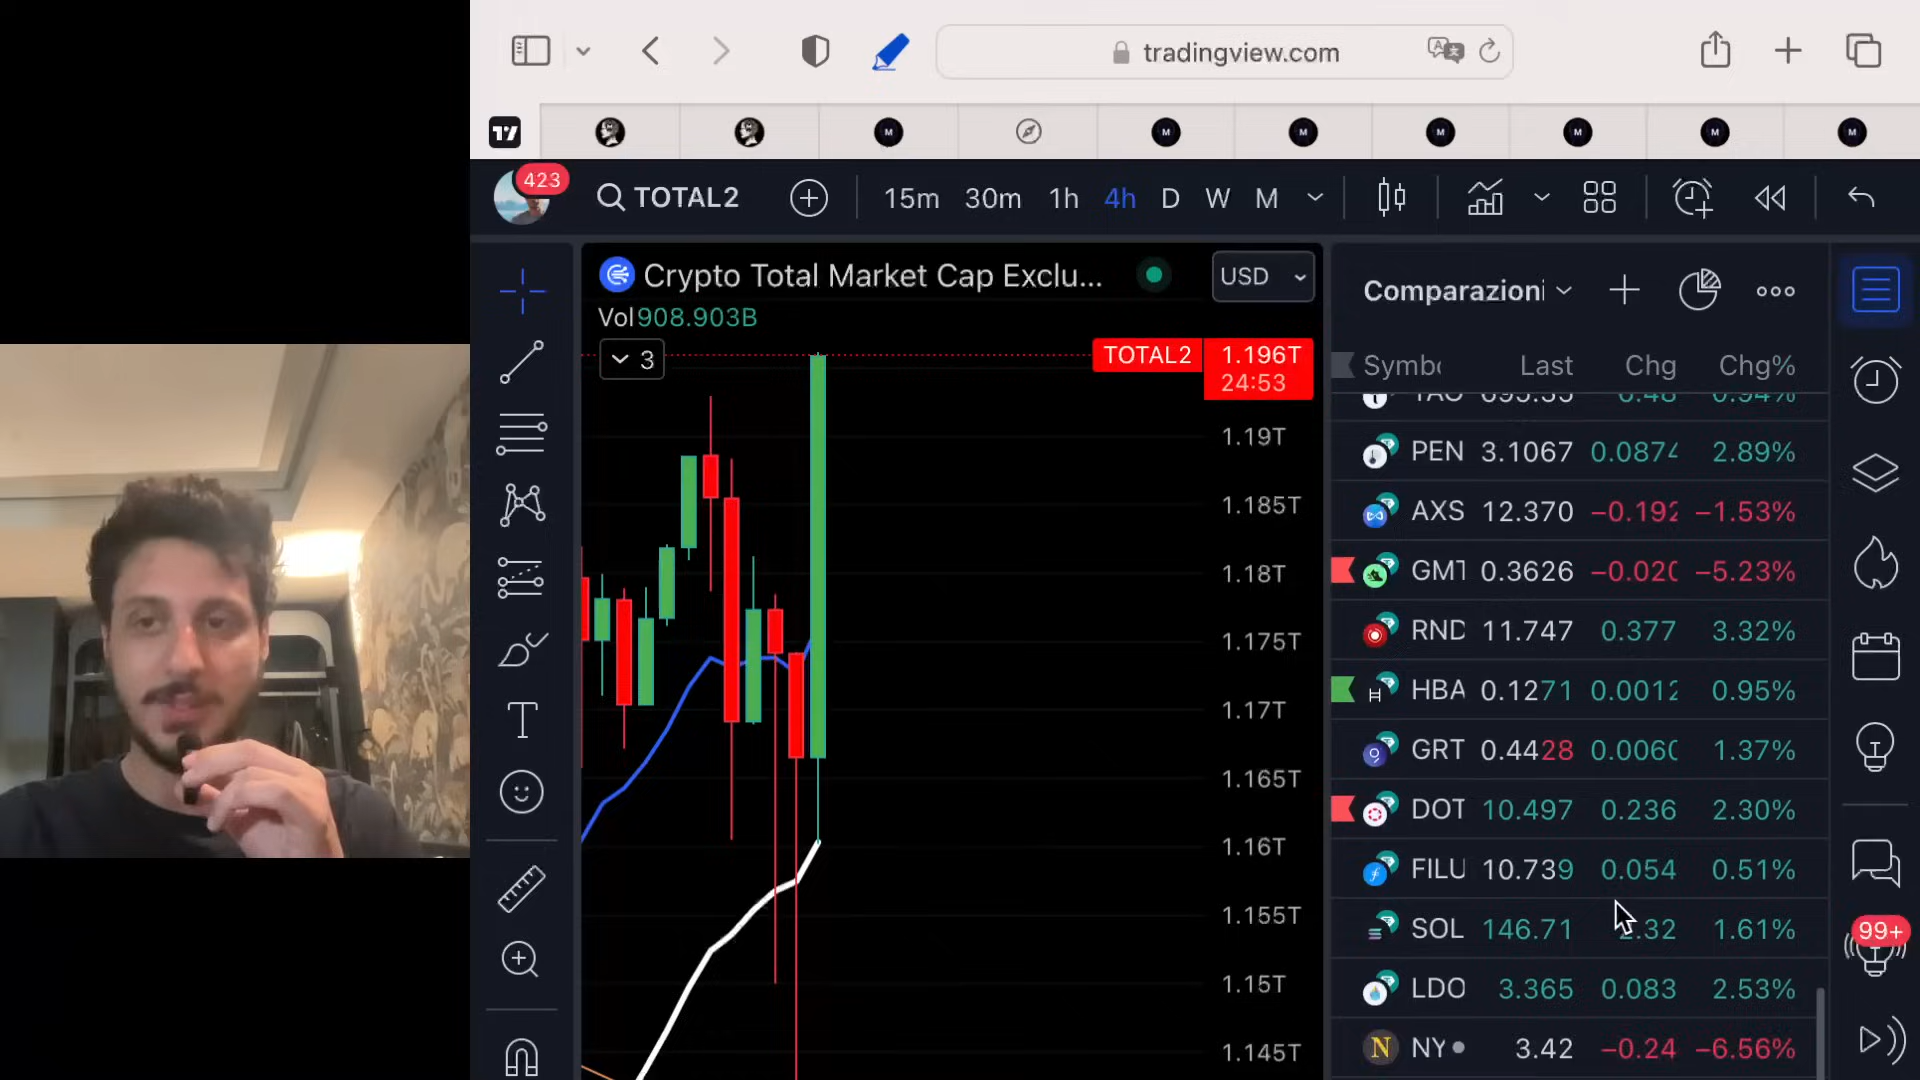 tradingview.com
423
TOTAL2
15m 30m 1h 4h D W M
Crypto Total Market Cap Exclu...
USD
Vol 908.903B
3
TOTAL2 1.196T
24:53
1.19T
1.185T
1.18T
1.175T
1.17T
1.165T
1.16T
1.155T
1.15T
1.145T
Comparazioni
Symbo Last Chg Chg%
PEN 3.1067 0.0874 2.89%
AXS 12.370 −0.192 −1.53%
GMT 0.3626 −0.020 −5.23%
RND 11.747 0.377 3.32%
HBA 0.1271 0.0012 0.95%
GRT 0.4428 0.0060 1.37%
DOT 10.497 0.236 2.30%
FILU 10.739 0.054 0.51%
SOL 146.71 2.32 1.61%
LDO 3.365 0.083 2.53%
NY 3.42 −0.24 −6.56%
99+